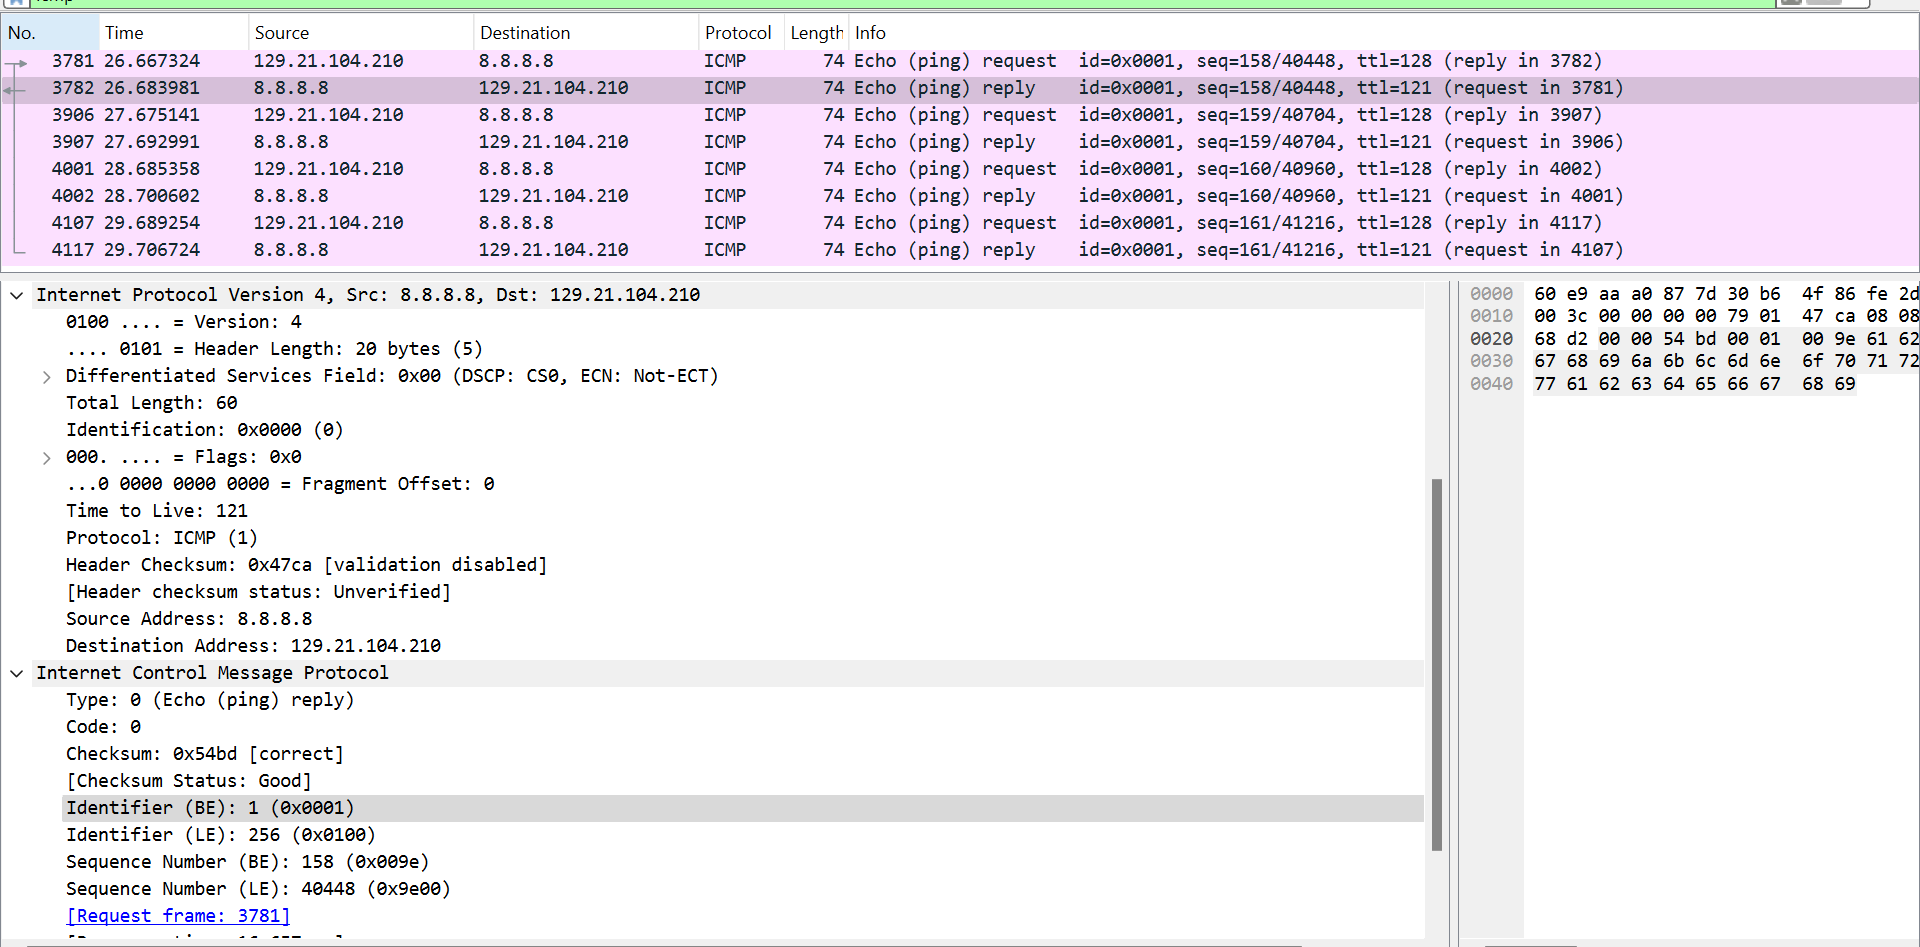 No. Time Source Destination Protocol Length Info
3781 26.667324 129.21.104.210 8.8.8.8 ICMP 74 Echo (ping) request id=0x0001, seq=158/40448, ttl=128 (reply in 3782)
3782 26.683981 8.8.8.8 129.21.104.210 ICMP 74 Echo (ping) reply id=0x0001, seq=158/40448, ttl=121 (request in 3781)
3906 27.675141 129.21.104.210 8.8.8.8 ICMP 74 Echo (ping) request id=0x0001, seq=159/40704, ttl=128 (reply in 3907)
3907 27.692991 8.8.8.8 129.21.104.210 ICMP 74 Echo (ping) reply id=0x0001, seq=159/40704, ttl=121 (request in 3906)
4001 28.685358 129.21.104.210 8.8.8.8 ICMP 74 Echo (ping) request id=0x0001, seq=160/40960, ttl=128 (reply in 4002)
4002 28.700602 8.8.8.8 129.21.104.210 ICMP 74 Echo (ping) reply id=0x0001, seq=160/40960, ttl=121 (request in 4001)
4107 29.689254 129.21.104.210 8.8.8.8 ICMP 74 Echo (ping) request id=0x0001, seq=161/41216, ttl=128 (reply in 4117)
4117 29.706724 8.8.8.8 129.21.104.210 ICMP 74 Echo (ping) reply id=0x0001, seq=161/41216, ttl=121 (request in 4107)
Internet Protocol Version 4, Src: 8.8.8.8, Dst: 129.21.104.210
0100 .... = Version: 4
.... 0101 = Header Length: 20 bytes (5)
Differentiated Services Field: 0x00 (DSCP: CS0, ECN: Not-ECT)
Total Length: 60
Identification: 0x0000 (0)
000. .... = Flags: 0x0
...0 0000 0000 0000 = Fragment Offset: 0
Time to Live: 121
Protocol: ICMP (1)
Header Checksum: 0x47ca [validation disabled]
[Header checksum status: Unverified]
Source Address: 8.8.8.8
Destination Address: 129.21.104.210
Internet Control Message Protocol
Type: 0 (Echo (ping) reply)
Code: 0
Checksum: 0x54bd [correct]
[Checksum Status: Good]
Identifier (BE): 1 (0x0001)
Identifier (LE): 256 (0x0100)
Sequence Number (BE): 158 (0x009e)
Sequence Number (LE): 40448 (0x9e00)
[Request frame: 3781]
0000 60 e9 aa a0 87 7d 30 b6 4f 86 fe 2d
0010 00 3c 00 00 00 00 79 01 47 ca 08 08
0020 68 d2 00 00 54 bd 00 01 00 9e 61 62
0030 67 68 69 6a 6b 6c 6d 6e 6f 70 71 72
0040 77 61 62 63 64 65 66 67 68 69